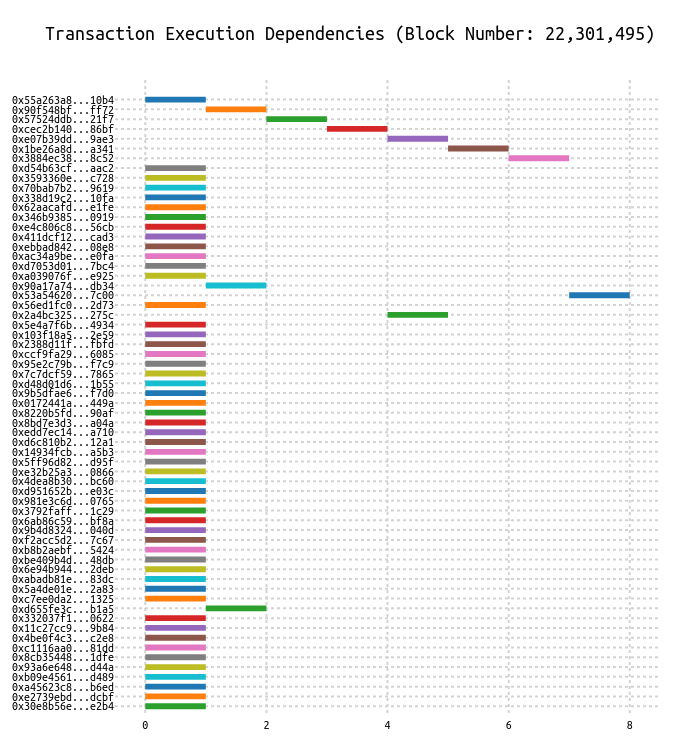 Transaction Execution Dependencies (Block Number: 22,301,495)
0x55a263a8...10b4
0x90f548bf...ff72
0x57524ddb...21f7
0xcec2b140...86bf
0xe07b39dd...9ae3
0x1be26a8d...a341
0x3884ec38...8c52
0xd54b63cf...aac2
0x3593360e...c728
0x70bab7b2...9619
0x338d19c2...10fa
0x62aacafd...e1fe
0x346b9385...0919
0xe4c806c8...56cb
0x411dcf12...cad3
0xebbad842...08e8
0xac34a9be...e0fa
0xd7053d01...7bc4
0xa039076f...e925
0x90a17a74...db34
0x53a54620...7c00
0x56ed1fc0...2d73
0x2a4bc325...275c
0x5e4a7f6b...4934
0x103f18a5...2e59
0x2388d11f...fbfd
0xccf9fa29...6085
0x95e2c79b...f7c9
0x7c7dcf59...7865
0xd48d01d6...1b55
0x9b5dfae6...f7d0
0x0172441a...449a
0x8220b5fd...90af
0x8bd7e3d3...a04a
0xedd7ec14...a710
0xd6c810b2...12a1
0x14934fcb...a5b3
0x5ff96d82...d95f
0xe32b25a3...0866
0x4dea8b30...bc60
0xd951652b...e03c
0x981e3c6d...0765
0x3792faff...1c29
0x6ab86c59...bf8a
0x9b4d8324...040d
0xf2acc5d2...7c67
0xb8b2aebf...5424
0xbe409b4d...48db
0x6e94b944...2deb
0xabadb81e...83dc
0x5a4de01e...2a83
0xc7ee0da2...1325
0xd655fe3c...b1a5
0x332037f1...0622
0x11c27cc9...9b84
0x4be0f4c3...c2e8
0xc1116aa0...81dd
0x8cb35448...1dfe
0x93a6e648...d44a
0xb09e4561...d489
0xa45623c8...b6ed
0xe2739ebd...dcbf
0x30e8b56e...e2b4
0 2 4 6 8